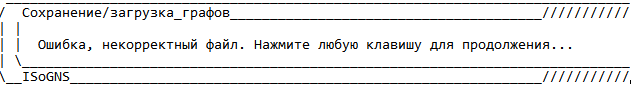 Сохранение/загрузка_графов
Ошибка, некорректный файл. Нажмите любую клавишу для продолжения...
ISoGNS